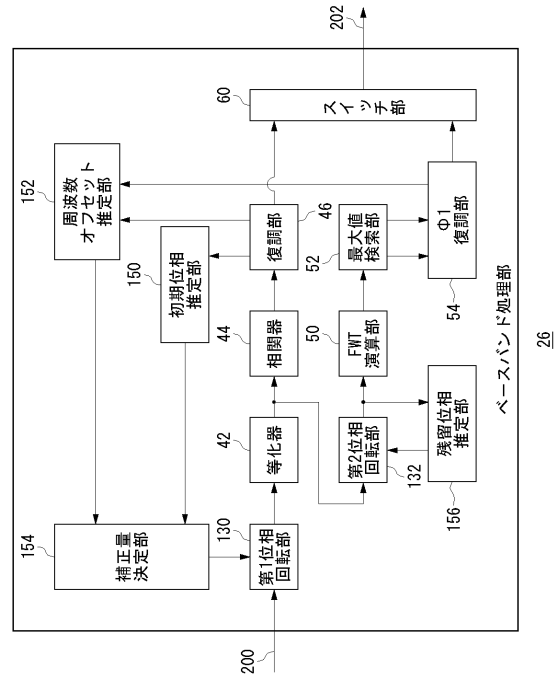 202
60
スイッチ部
152
周波数
オフセット
推定部
150
初期位相
推定部
46
復調部
52
最大値
検索部
Φ1
復調部
54
44
相関器
50
FWT
演算部
42
等化器
第2位相
回転部
132
残留位相
推定部
156
154
補正量
決定部
130
第1位相
回転部
200
ベースバンド処理部
26